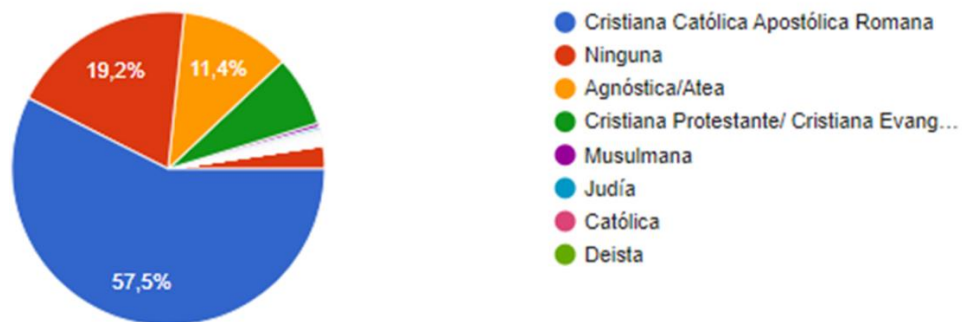 19,2%
11,4%
57,5%
Cristiana Católica Apostólica Romana
Ninguna
Agnóstica/Atea
Cristiana Protestante/ Cristiana Evang…
Musulmana
Judía
Católica
Deista